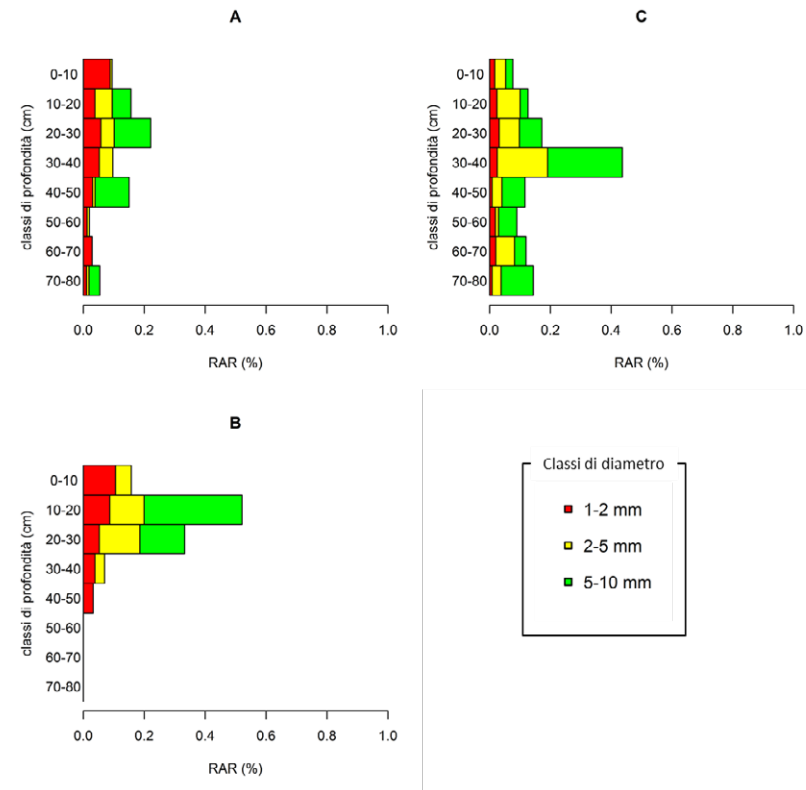 A
classi di profondità (cm)
0-10
10-20
20-30
30-40
40-50
50-60
60-70
70-80
0.0 0.2 0.4 0.6 0.8 1.0
RAR (%)
C
classi di profondità (cm)
0-10
10-20
20-30
30-40
40-50
50-60
60-70
70-80
0.0 0.2 0.4 0.6 0.8 1.0
RAR (%)
B
classi di profondità (cm)
0-10
10-20
20-30
30-40
40-50
50-60
60-70
70-80
0.0 0.2 0.4 0.6 0.8 1.0
RAR (%)
Classi di diametro
1-2 mm
2-5 mm
5-10 mm